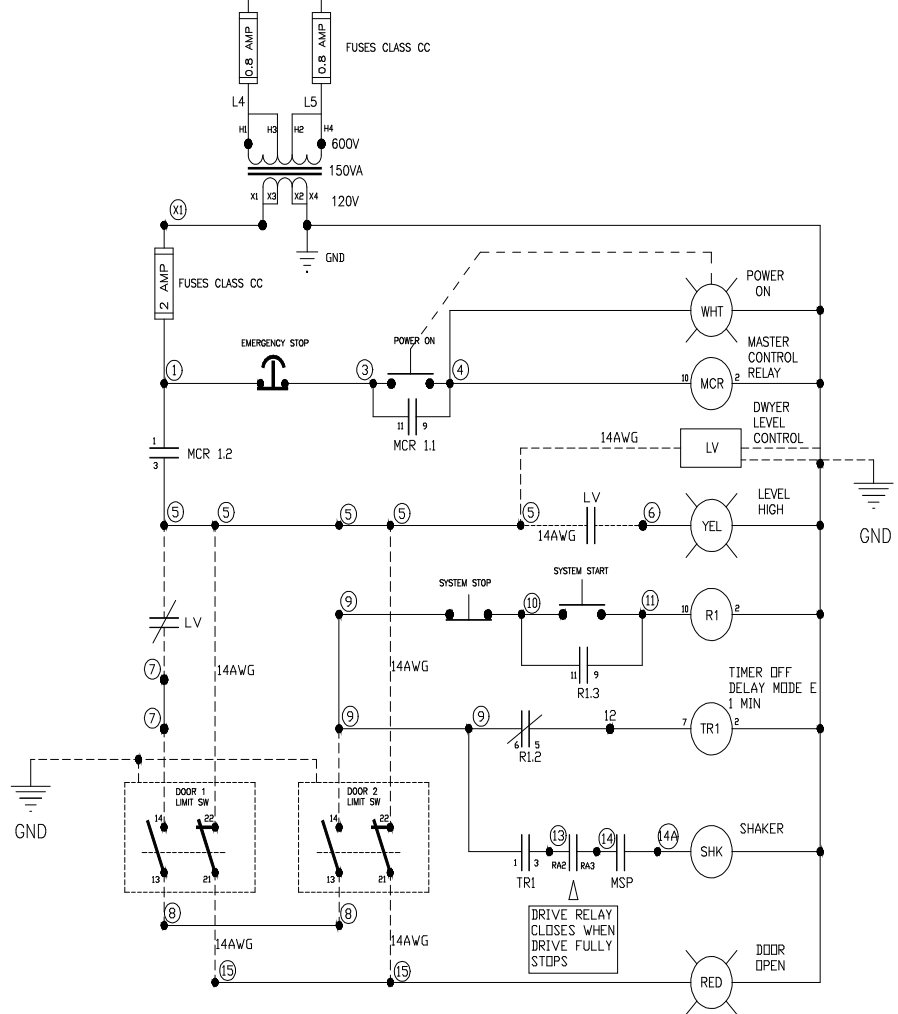 0.8 AMP
0.8 AMP
FUSES CLASS CC
L4
L5
H1
H3
H2
H4
600V
150VA
X1
X3
X2
X4
120V
X1
GND
2 AMP
FUSES CLASS CC
POWER
ON
WHT
EMERGENCY STOP
POWER ON
MASTER
CONTROL
RELAY
1
3
4
10
MCR
2
11
9
MCR 1.1
DWYER
LEVEL
CONTROL
14AWG
LV
1
3
MCR 1.2
LV
LEVEL
HIGH
5
5
5
5
5
6
YEL
14AWG
GND
SYSTEM STOP
SYSTEM START
9
10
11
10
R1
2
LV
11
9
R1.3
7
14AWG
14AWG
TIMER OFF
DELAY MODE E
1 MIN
7
9
9
12
7
TR1
2
6
5
R1.2
GND
DOOR 1
LIMIT SW
DOOR 2
LIMIT SW
14
22
14
22
13
21
13
21
SHAKER
13
14
14A
SHK
1
3
RA2
RA3
TR1
MSP
8
8
DRIVE RELAY
CLOSES WHEN
DRIVE FULLY
STOPS
14AWG
14AWG
DOOR
OPEN
15
15
RED